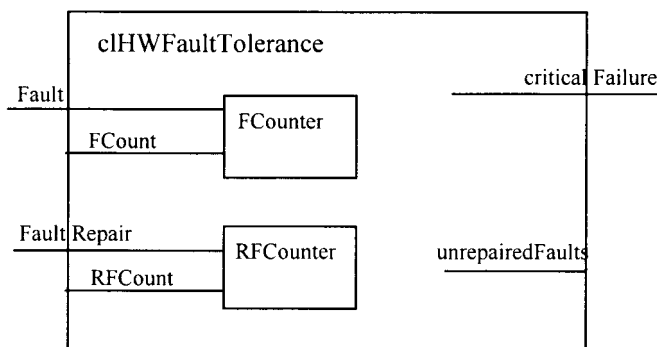 clHWFaultTolerance
Fault
critical Failure
FCounter
FCount
Fault Repair
RFCounter
RFCount
unrepairedFaults